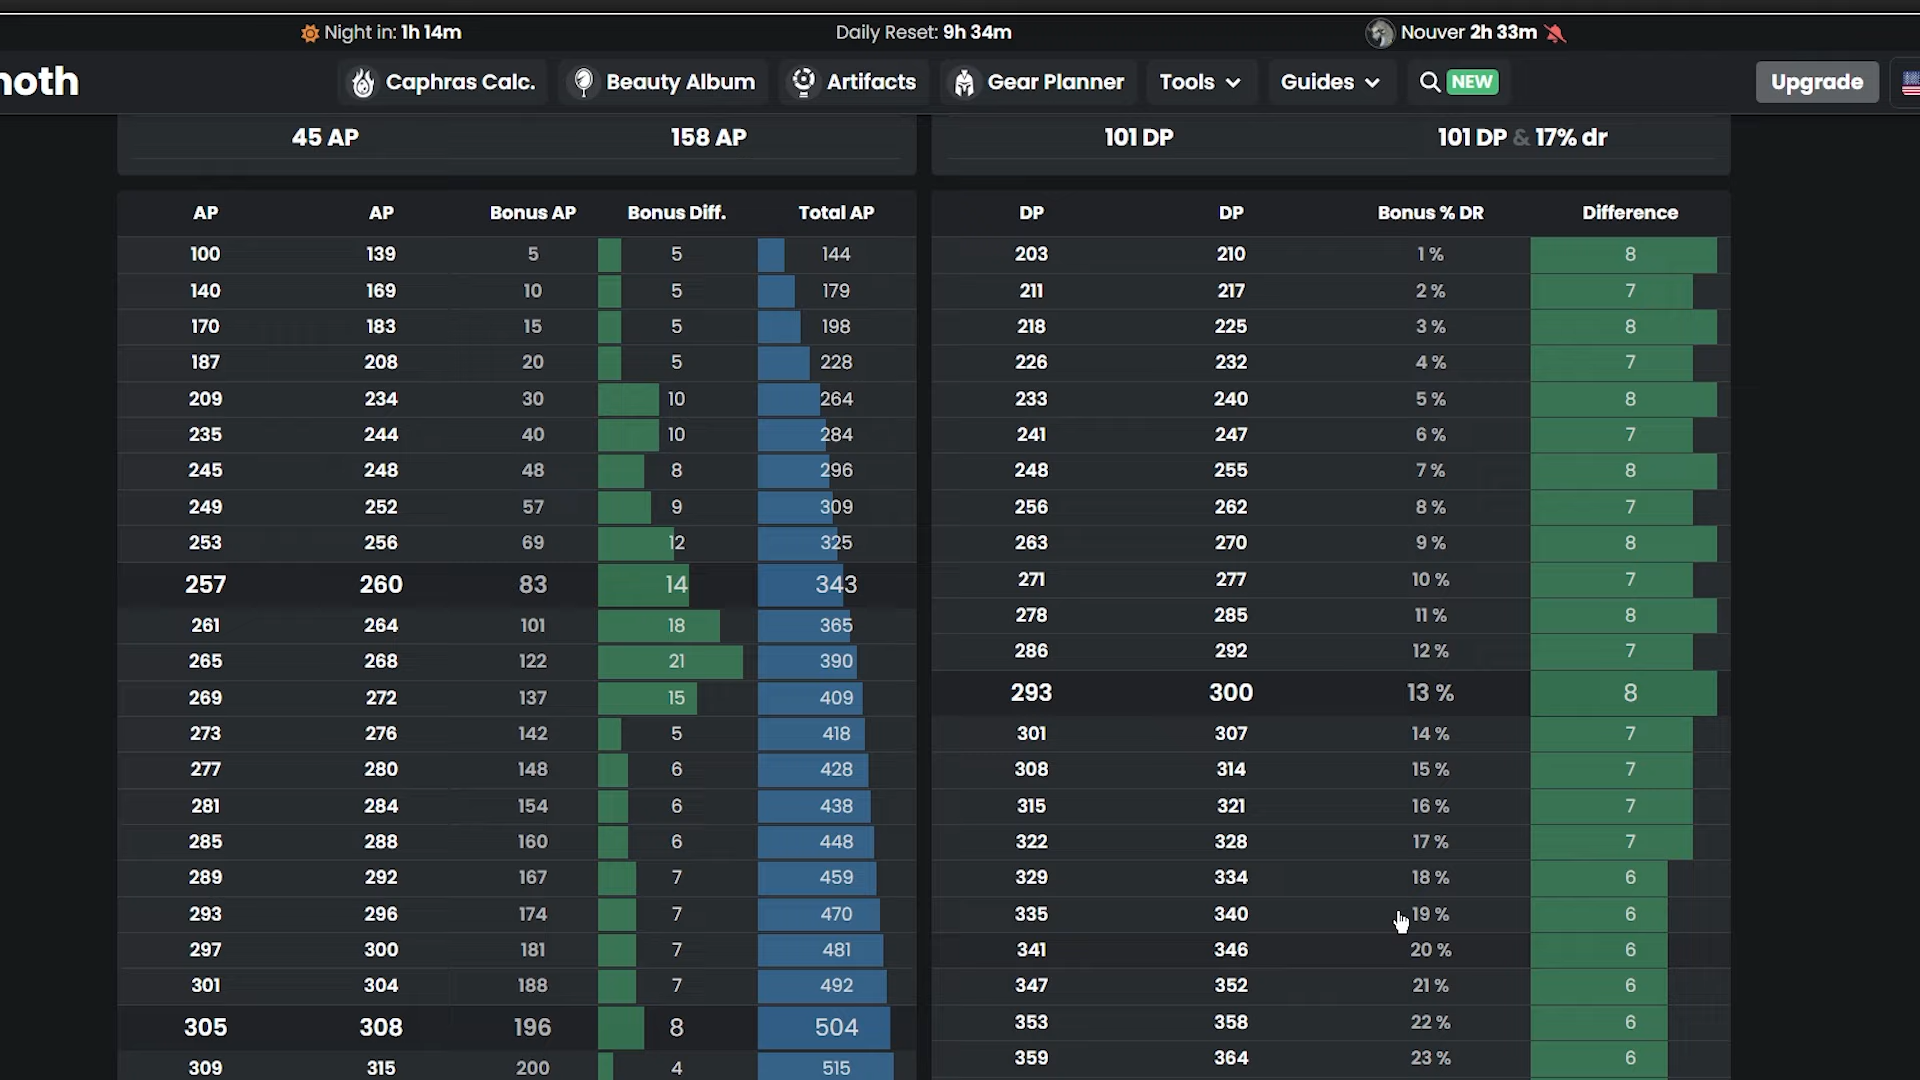 Night in: 1h 14m Daily Reset: 9h 34m Nouver 2h 33m
moth Caphras Calc. Beauty Album Artifacts Gear Planner Tools Guides NEW Upgrade
45 AP 158 AP 101 DP 101 DP & 17% dr
AP AP Bonus AP Bonus Diff. Total AP DP DP Bonus % DR Difference
100 139 5 5 144 203 210 1 % 8
140 169 10 5 179 211 217 2 % 7
170 183 15 5 198 218 225 3 % 8
187 208 20 5 228 226 232 4 % 7
209 234 30 10 264 233 240 5 % 8
235 244 40 10 284 241 247 6 % 7
245 248 48 8 296 248 255 7 % 8
249 252 57 9 309 256 262 8 % 7
253 256 69 12 325 263 270 9 % 8
257 260 83 14 343 271 277 10 % 7
261 264 101 18 365 278 285 11 % 8
265 268 122 21 390 286 292 12 % 7
269 272 137 15 409 293 300 13 % 8
273 276 142 5 418 301 307 14 % 7
277 280 148 6 428 308 314 15 % 7
281 284 154 6 438 315 321 16 % 7
285 288 160 6 448 322 328 17 % 7
289 292 167 7 459 329 334 18 % 6
293 296 174 7 470 335 340 19 % 6
297 300 181 7 481 341 346 20 % 6
301 304 188 7 492 347 352 21 % 6
305 308 196 8 504 353 358 22 % 6
309 315 200 4 515 359 364 23 % 6